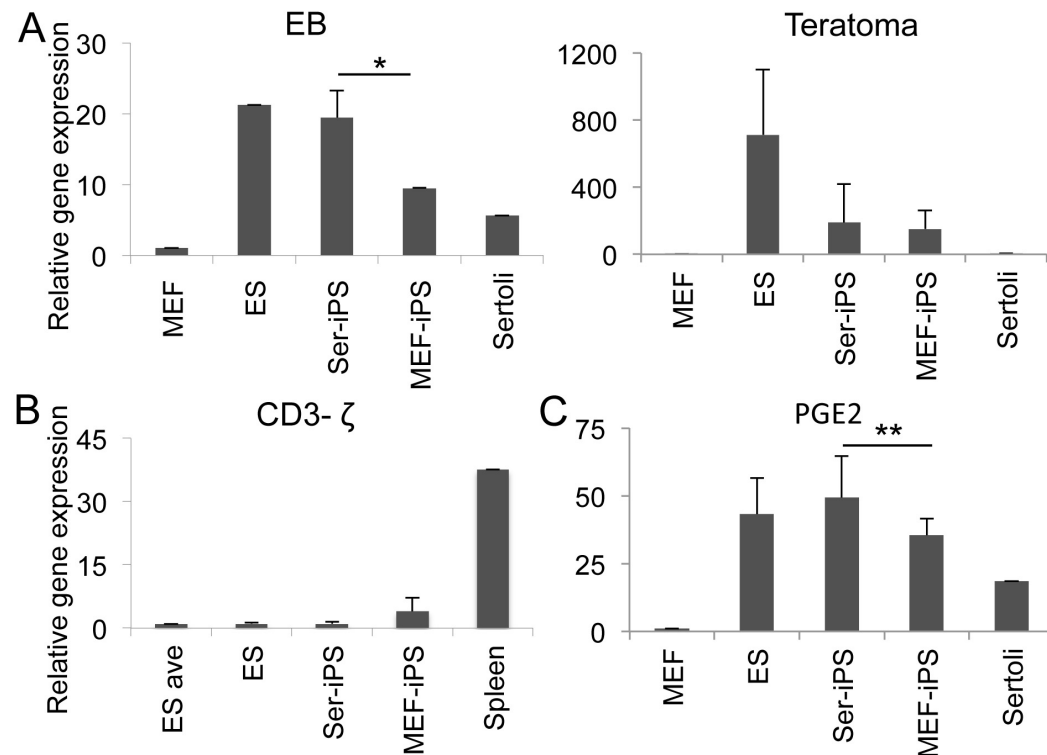 A
EB
Relative gene expression
30
20
10
0
*
MEF
ES
Ser-iPS
MEF-iPS
Sertoli
Teratoma
1200
800
400
0
MEF
ES
Ser-iPS
MEF-iPS
Sertoli
B
CD3- ζ
Relative gene expression
45
30
15
0
ES ave
ES
Ser-iPS
MEF-iPS
Spleen
C
PGE2
75
50
25
0
**
MEF
ES
Ser-iPS
MEF-iPS
Sertoli